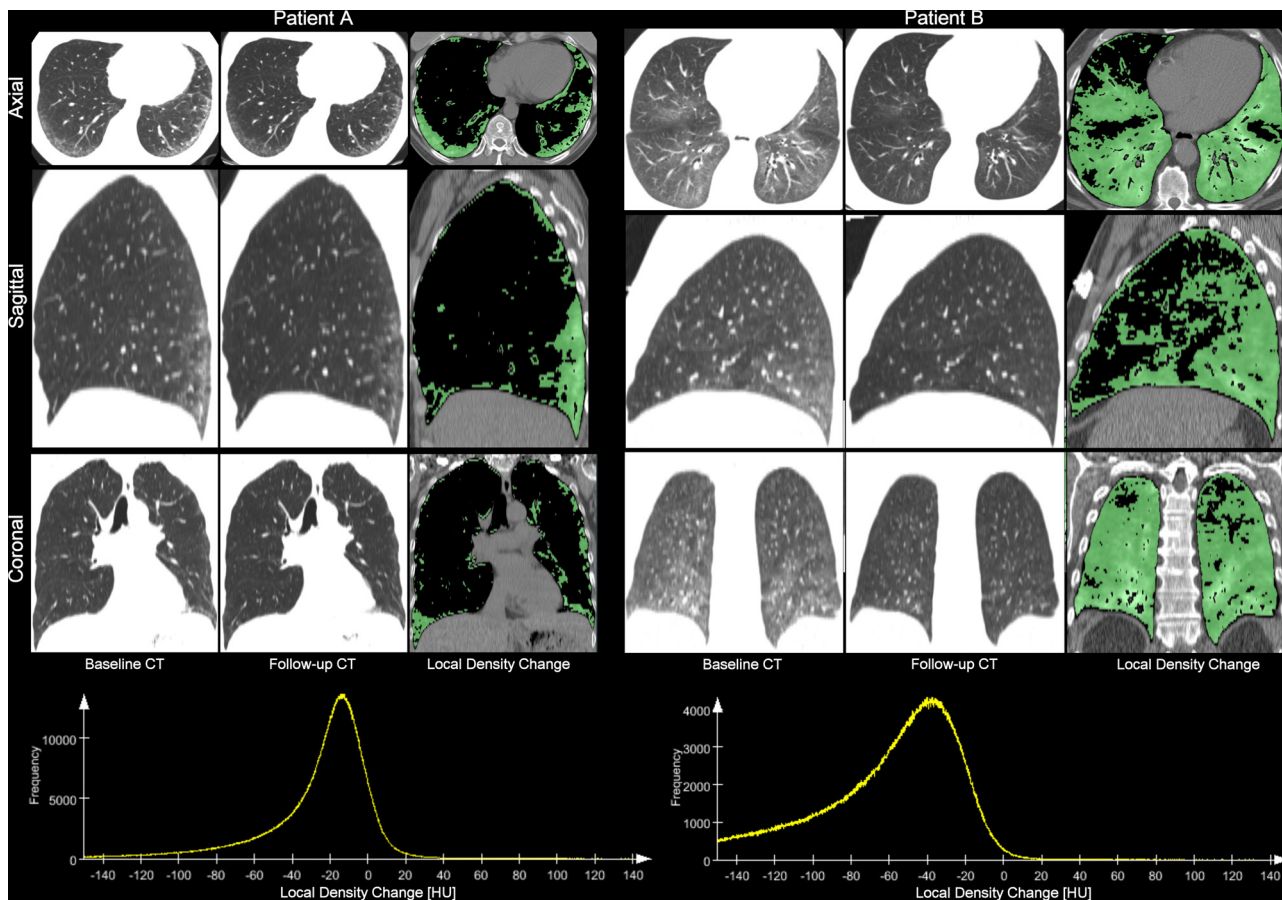 Patient A
Patient B
Axial
Sagittal
Coronal
Baseline CT
Follow-up CT
Local Density Change
Baseline CT
Follow-up CT
Local Density Change
Frequency
10000
5000
0
-140 -120 -100 -80 -60 -40 -20 0 20 40 60 80 100 120 140
Local Density Change [HU]
Frequency
4000
3000
2000
1000
0
-140 -120 -100 -80 -60 -40 -20 0 20 40 60 80 100 120 140
Local Density Change [HU]